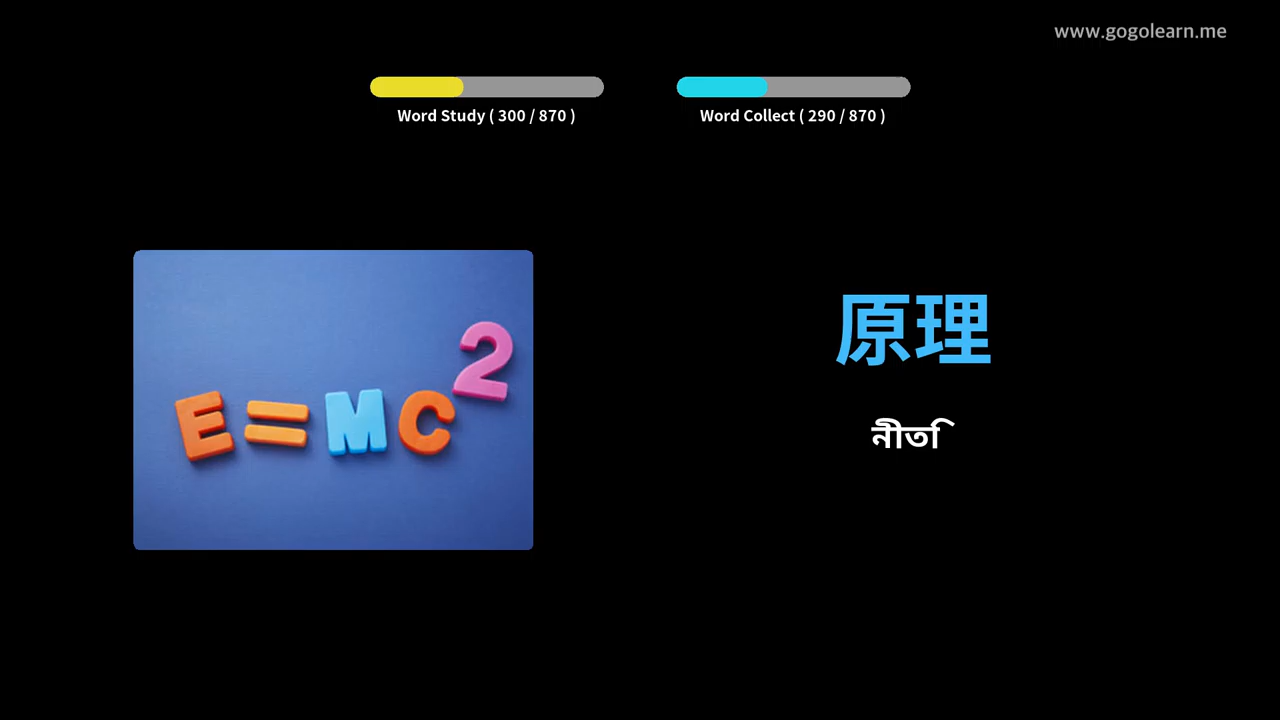 www.gogolearn.me
Word Study ( 300 / 870 )
Word Collect ( 290 / 870 )
E=MC2
原理
নীতি